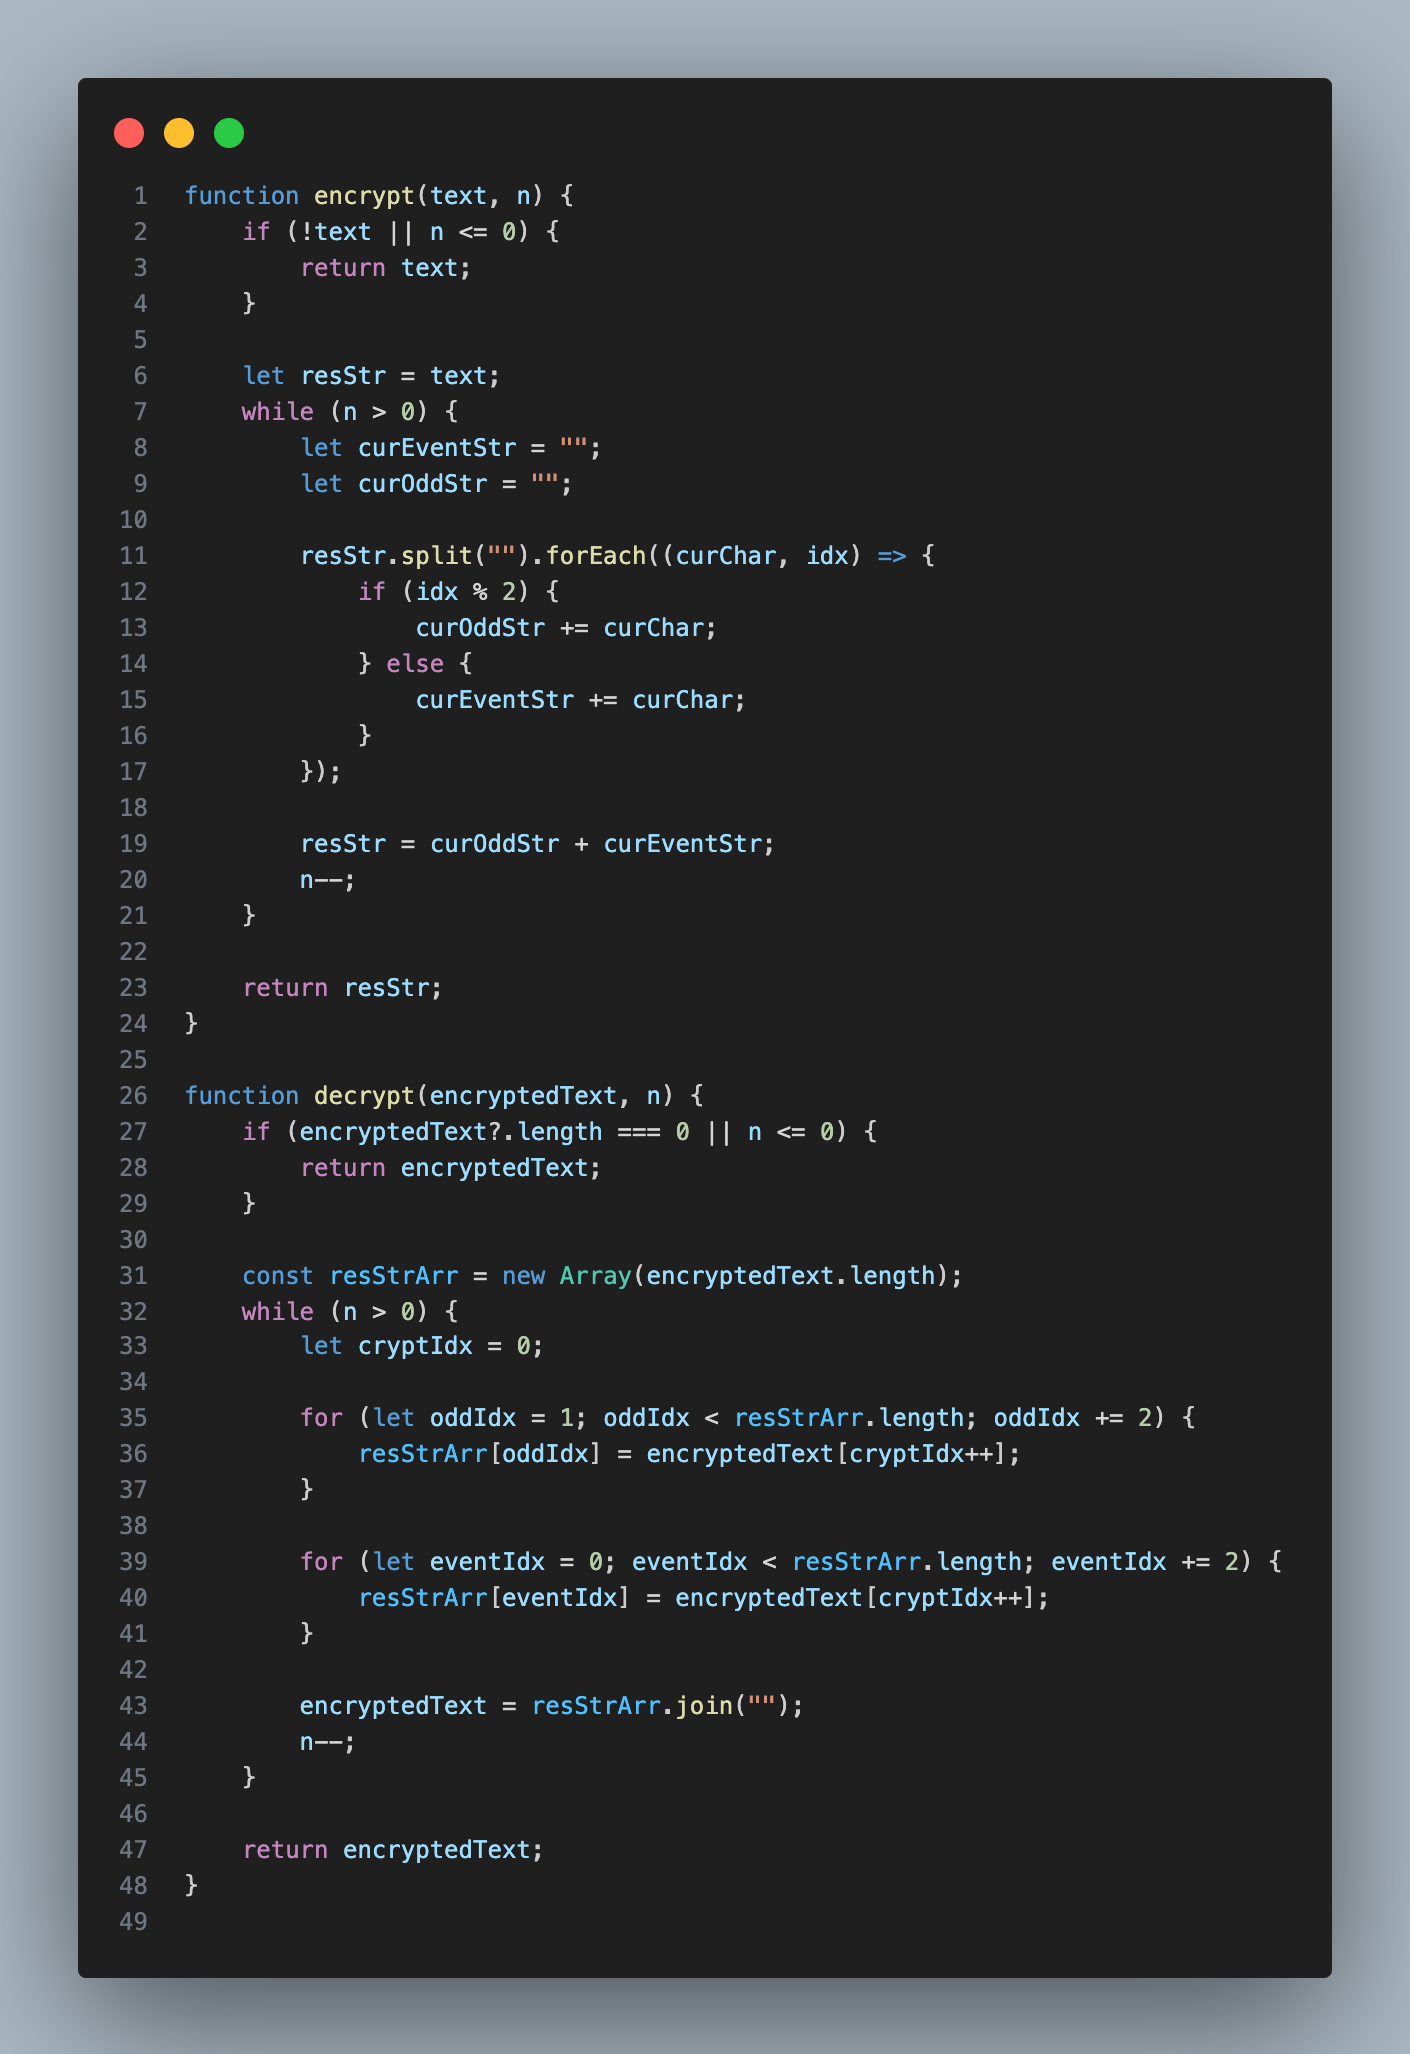 1 function encrypt(text, n) {
2     if (!text || n <= 0) {
3         return text;
4     }
5
6     let resStr = text;
7     while (n > 0) {
8         let curEventStr = "";
9         let curOddStr = "";
10
11         resStr.split("").forEach((curChar, idx) => {
12             if (idx % 2) {
13                 curOddStr += curChar;
14             } else {
15                 curEventStr += curChar;
16             }
17         });
18
19         resStr = curOddStr + curEventStr;
20         n--;
21     }
22
23     return resStr;
24 }
25
26 function decrypt(encryptedText, n) {
27     if (encryptedText?.length === 0 || n <= 0) {
28         return encryptedText;
29     }
30
31     const resStrArr = new Array(encryptedText.length);
32     while (n > 0) {
33         let cryptIdx = 0;
34
35         for (let oddIdx = 1; oddIdx < resStrArr.length; oddIdx += 2) {
36             resStrArr[oddIdx] = encryptedText[cryptIdx++];
37         }
38
39         for (let eventIdx = 0; eventIdx < resStrArr.length; eventIdx += 2) {
40             resStrArr[eventIdx] = encryptedText[cryptIdx++];
41         }
42
43         encryptedText = resStrArr.join("");
44         n--;
45     }
46
47     return encryptedText;
48 }
49